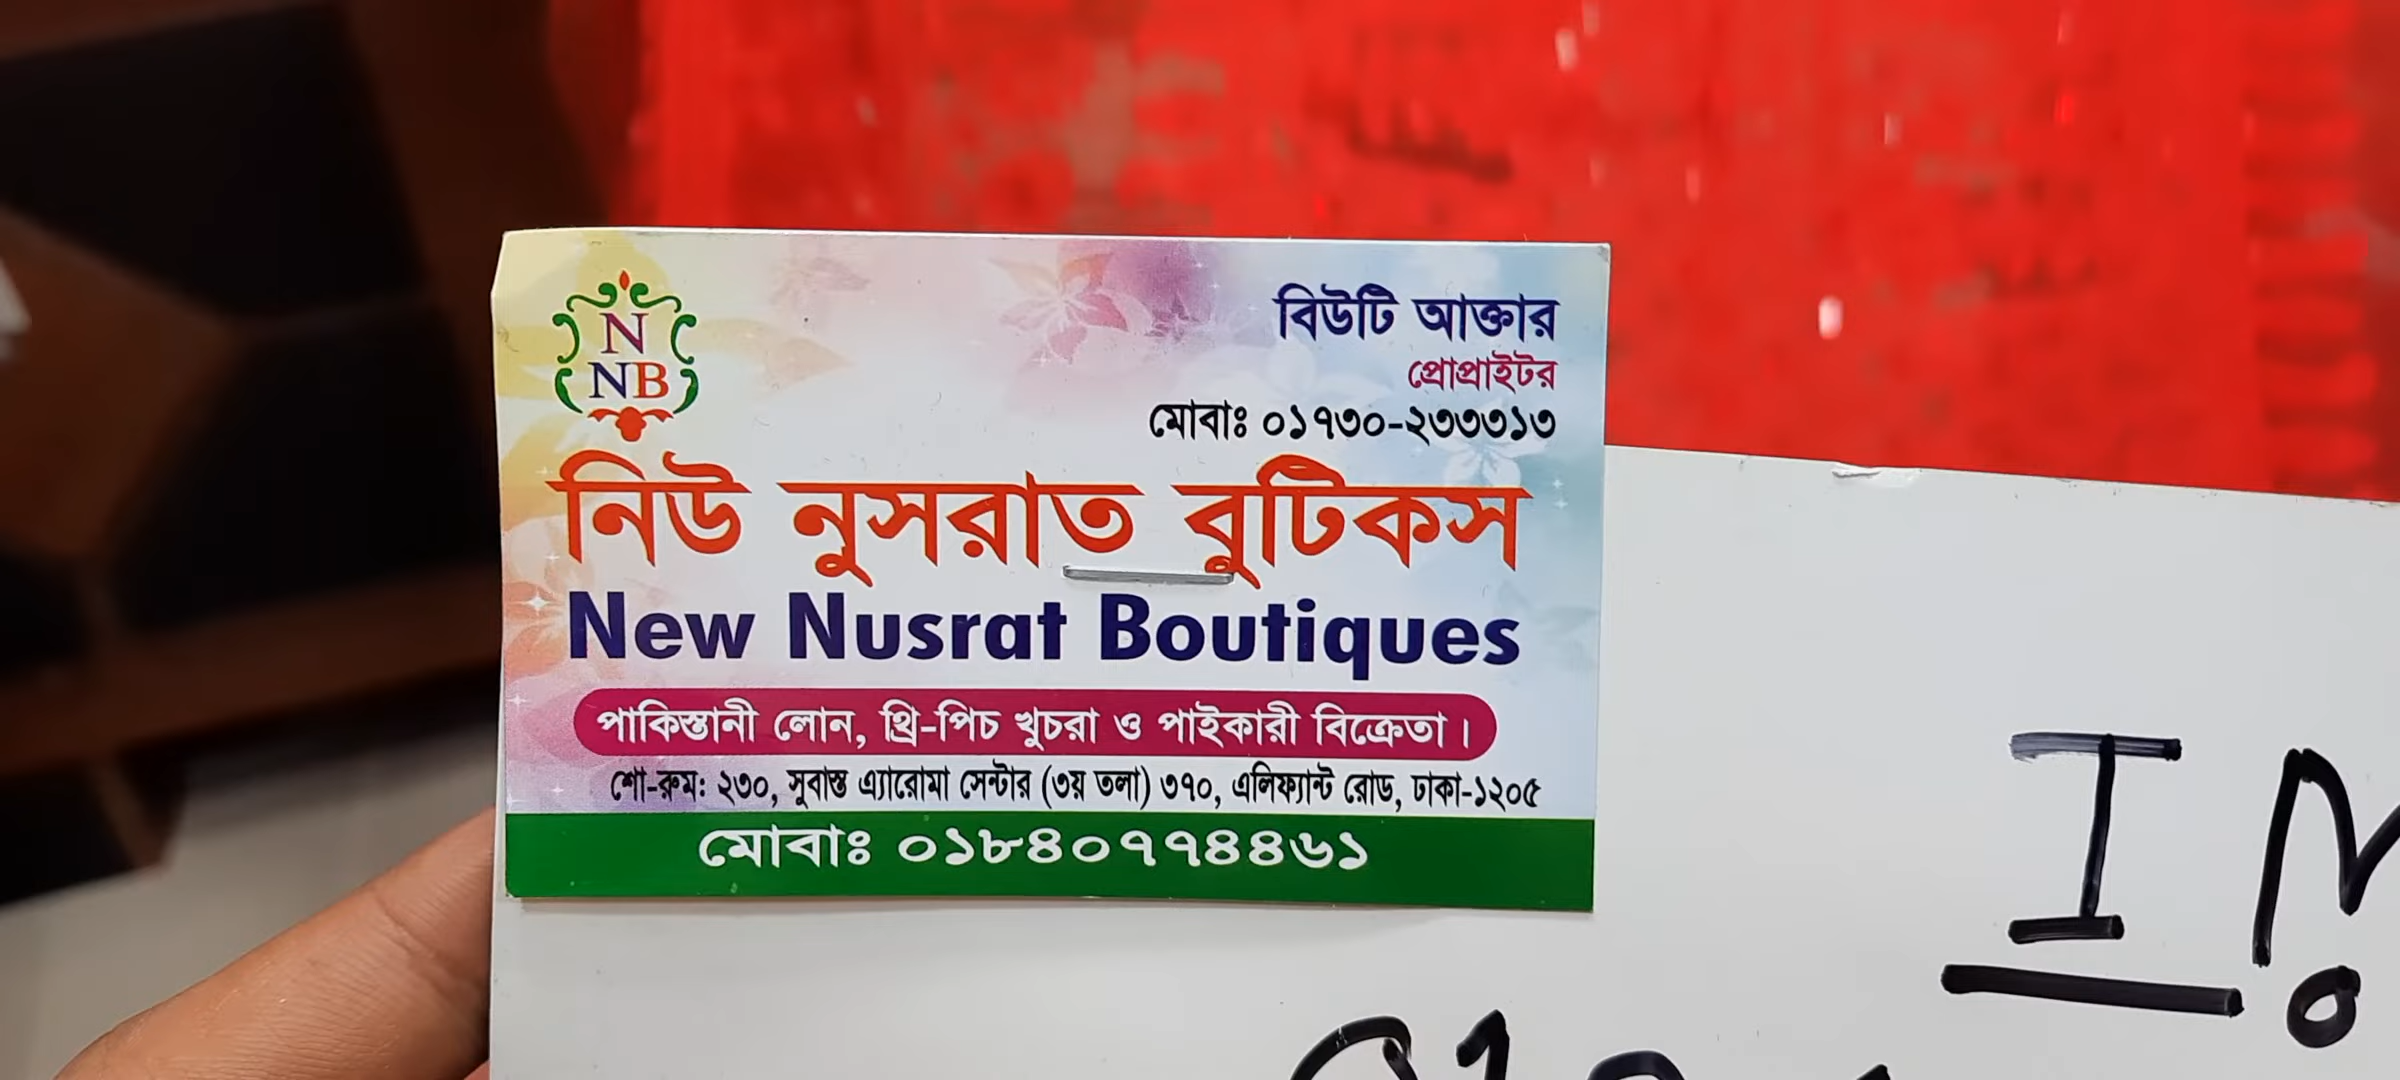 N
NB
বিউটি আক্তার
প্রোপ্রাইটর
মোবাঃ ০১৭৩০-২৩৩৩১৩
নিউ নুসরাত বুটিকস
New Nusrat Boutiques
পাকিস্তানী লোন, থ্রি-পিচ খুচরা ও পাইকারী বিক্রেতা।
শো-রুম: ২৩০, সুবাস্তু এ্যারোমা সেন্টার (৩য় তলা) ৩৭০, এলিফ্যান্ট রোড, ঢাকা-১২০৫
মোবাঃ ০১৮৪০৭৭৪৪৬১